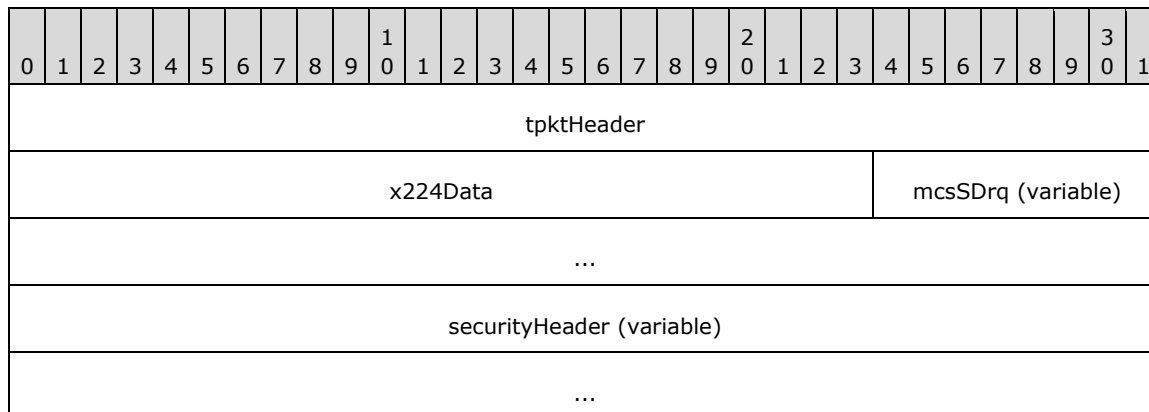 1 2 3
0 1 2 3 4 5 6 7 8 9 0 1 2 3 4 5 6 7 8 9 0 1 2 3 4 5 6 7 8 9 0 1
tpktHeader
x224Data mcsSDrq (variable)
...
securityHeader (variable)
...